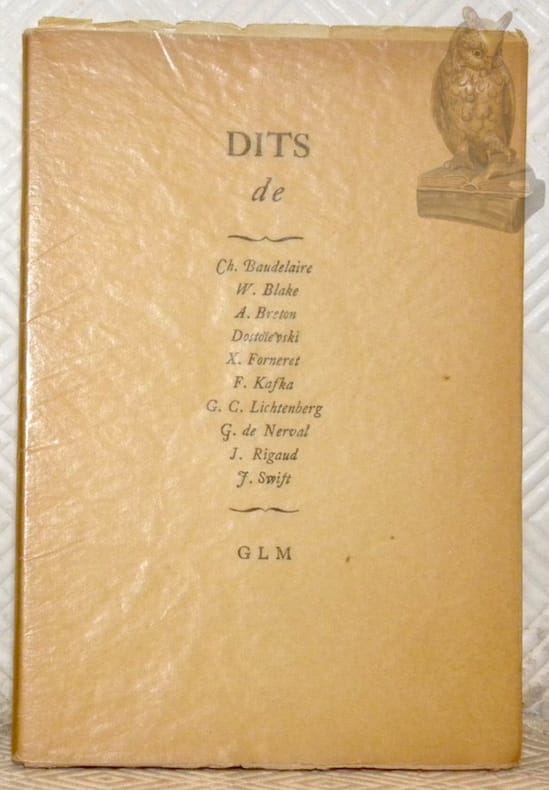 DITS
de
Ch. Baudelaire
W. Blake
A. Breton
Dostoïevski
X. Forneret
F. Kafka
G. C. Lichtenberg
G. de Nerval
J. Rigaud
J. Swift
GLM